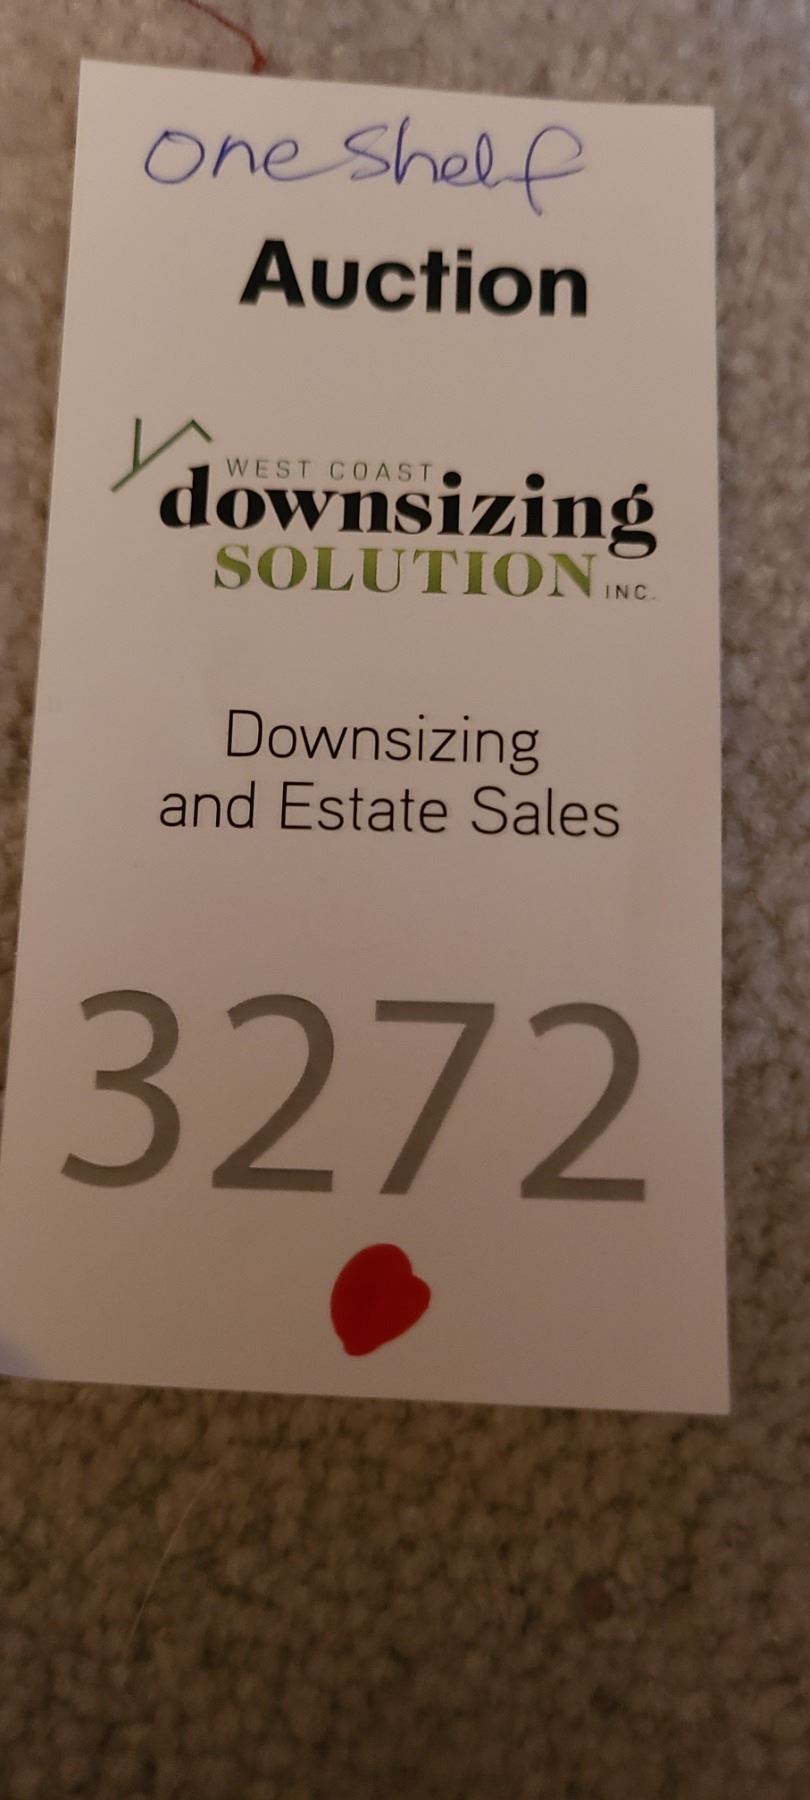 one shelf
Auction
WEST COAST
downsizing
SOLUTION INC.
Downsizing
and Estate Sales
3272